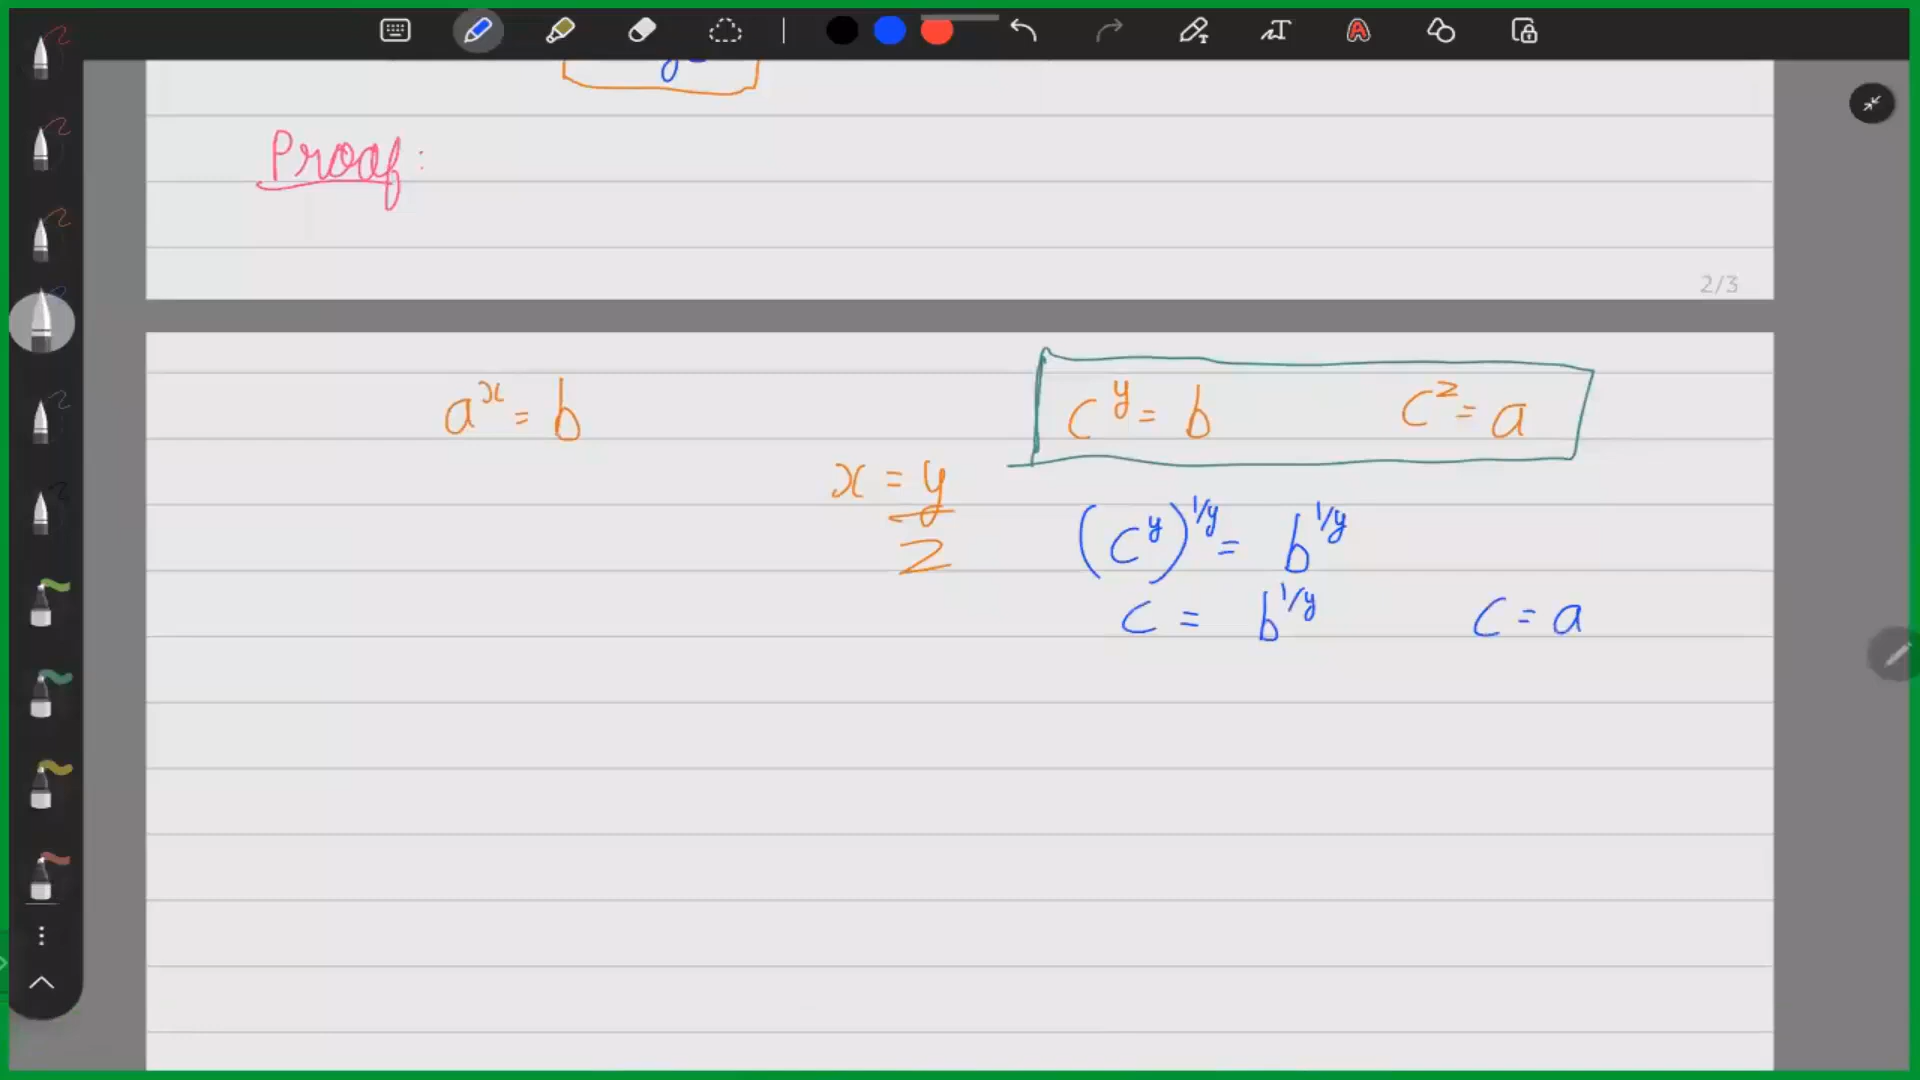 Proof:
2/3
a^x = b
c^y = b c^z = a
x = y/z
(c^y)^1/y = b^1/y
c = b^1/y c = a